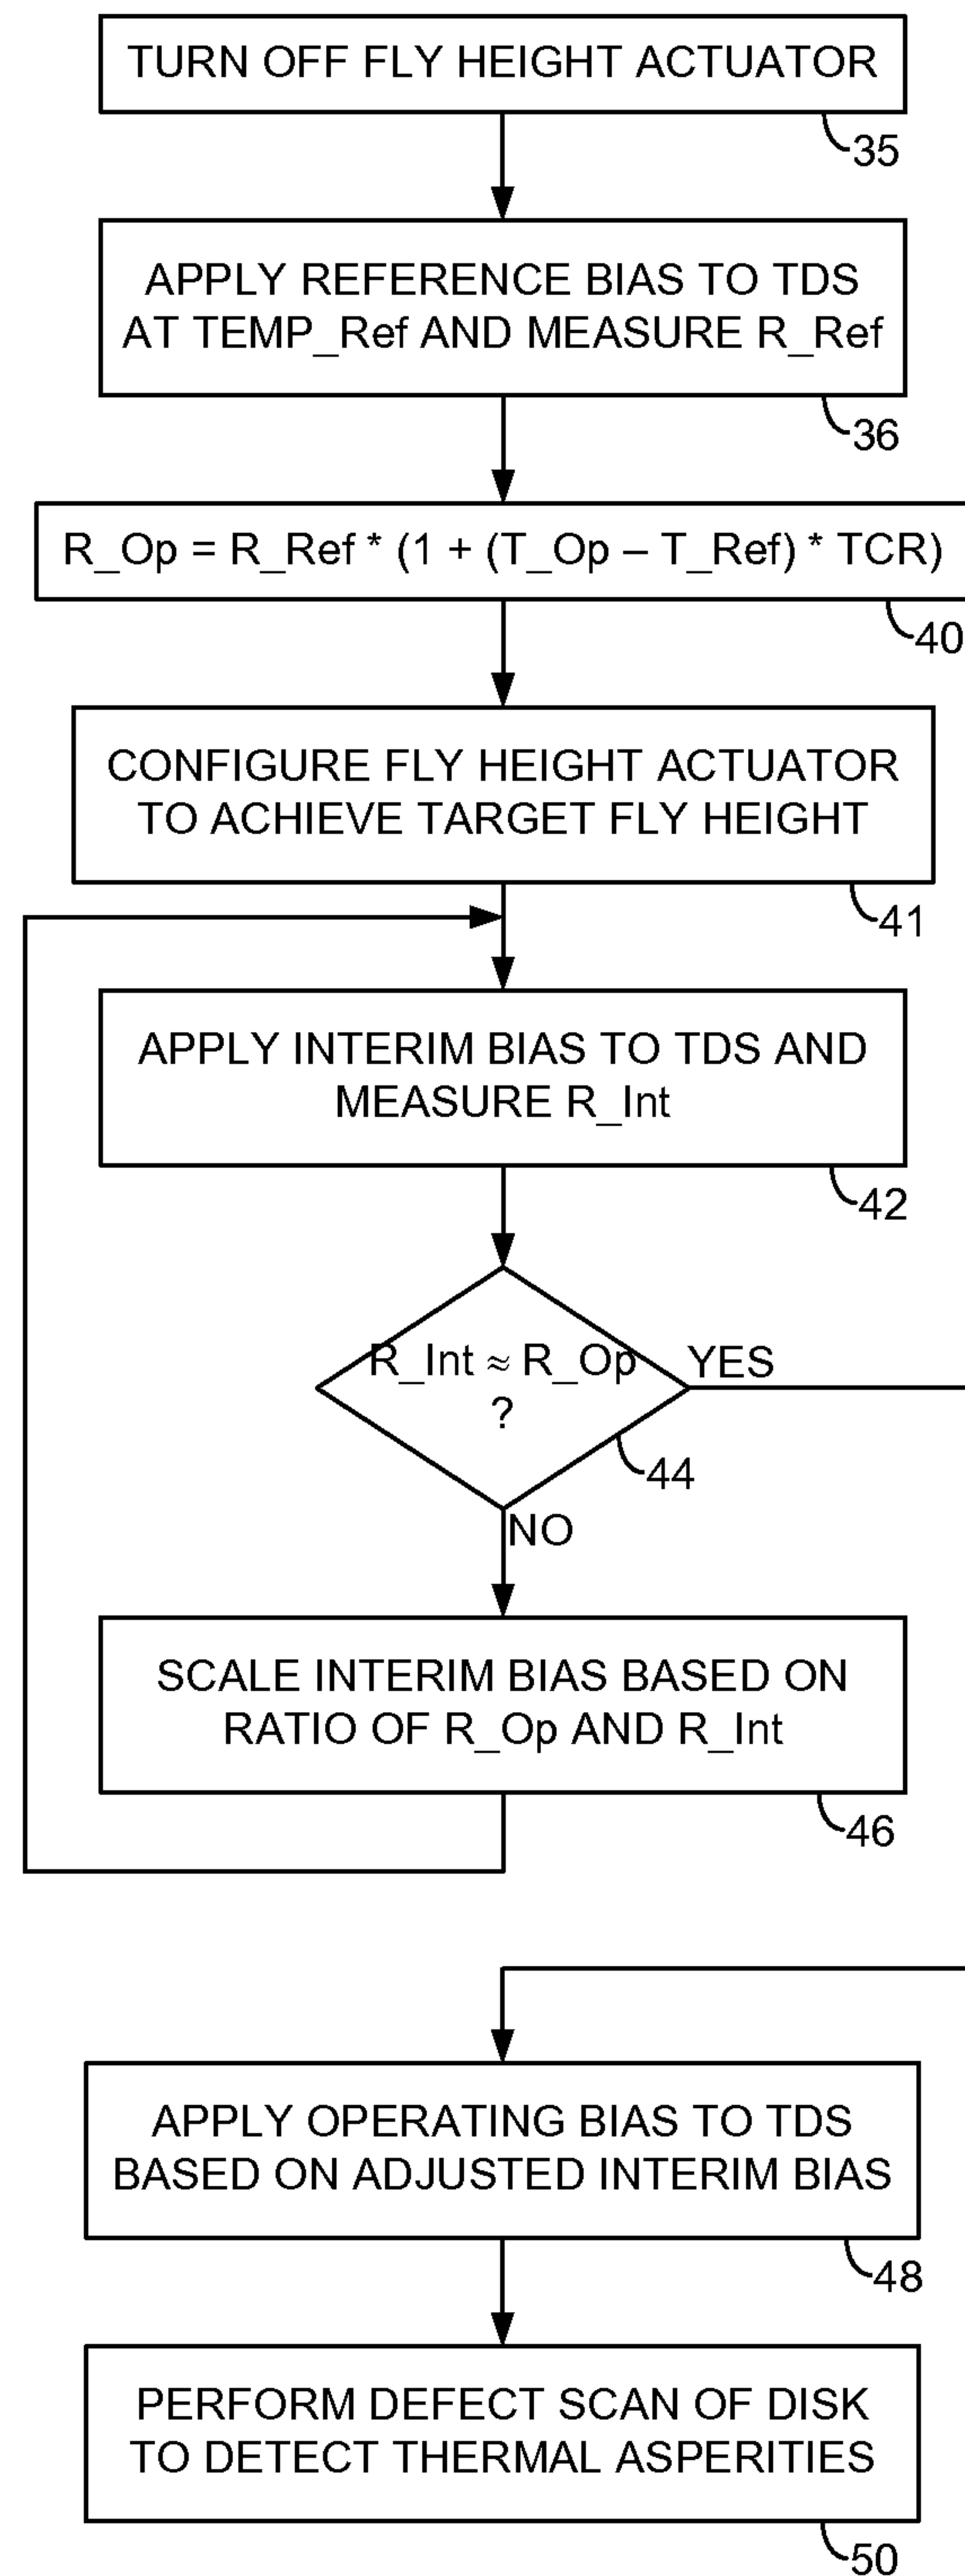 TURN OFF FLY HEIGHT ACTUATOR
35
APPLY REFERENCE BIAS TO TDS
AT TEMP_Ref AND MEASURE R_Ref
36
R_Op = R_Ref * (1 + (T_Op – T_Ref) * TCR)
40
CONFIGURE FLY HEIGHT ACTUATOR
TO ACHIEVE TARGET FLY HEIGHT
41
APPLY INTERIM BIAS TO TDS AND
MEASURE R_Int
42
R_Int ≈ R_Op
?
YES
44
NO
SCALE INTERIM BIAS BASED ON
RATIO OF R_Op AND R_Int
46
APPLY OPERATING BIAS TO TDS
BASED ON ADJUSTED INTERIM BIAS
48
PERFORM DEFECT SCAN OF DISK
TO DETECT THERMAL ASPERITIES
50